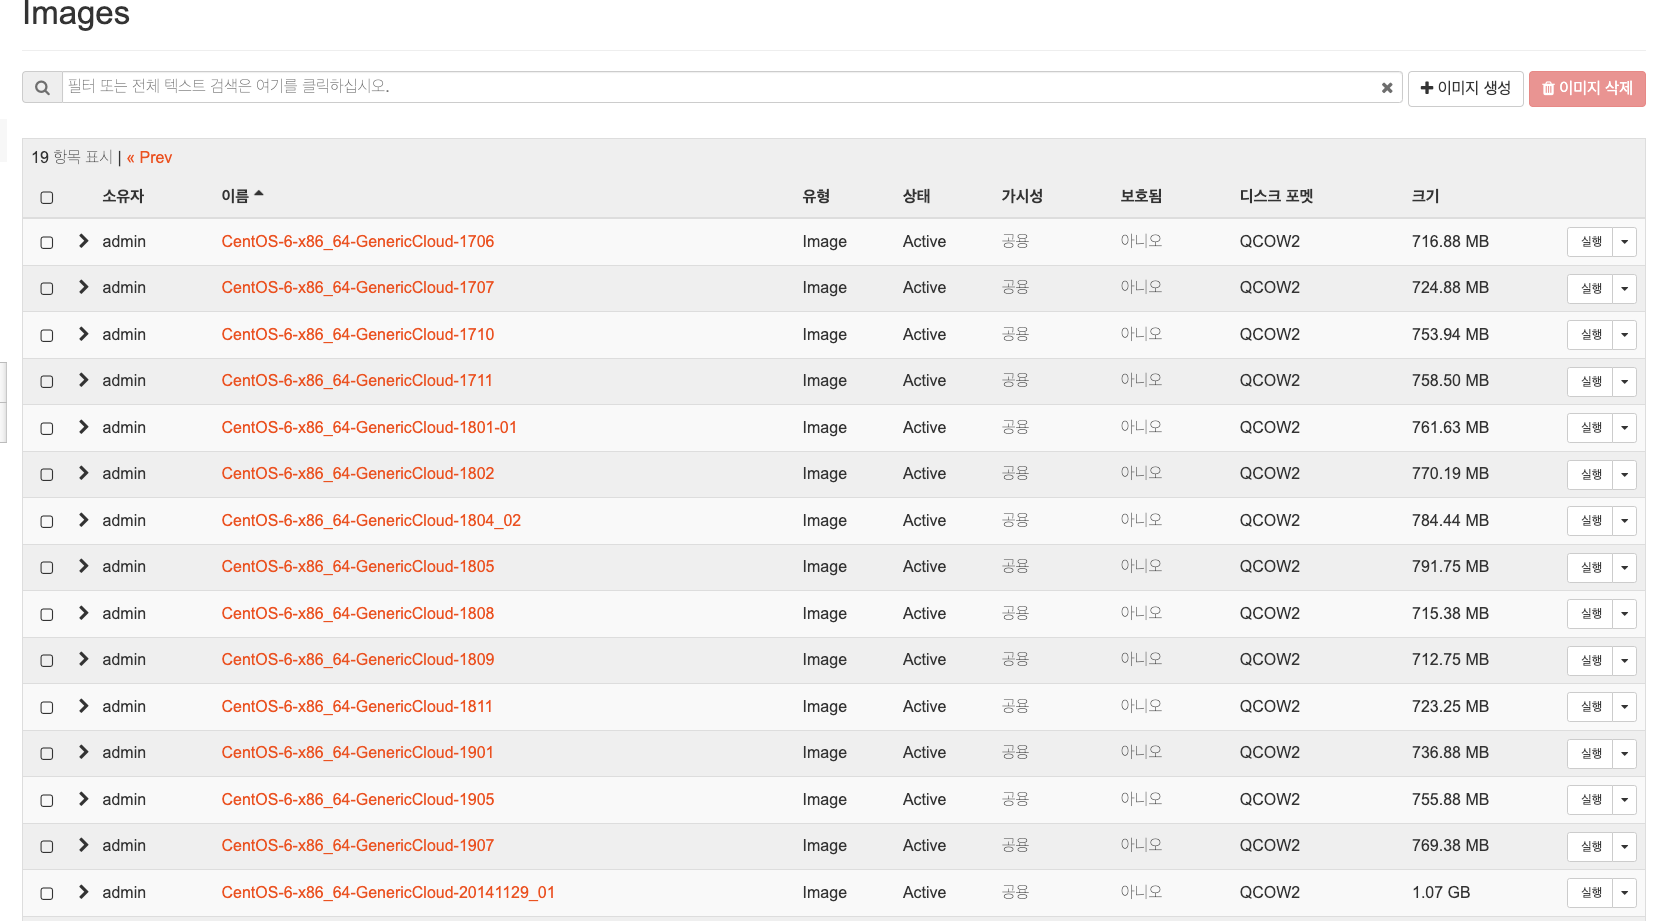 Images
필터 또는 전체 텍스트 검색은 여기를 클릭하십시오.
이미지 생성
이미지 삭제
19 항목 표시 | « Prev
소유자 이름 유형 상태 가시성 보호됨 디스크 포멧 크기
admin CentOS-6-x86_64-GenericCloud-1706 Image Active 공용 아니오 QCOW2 716.88 MB 실행
admin CentOS-6-x86_64-GenericCloud-1707 Image Active 공용 아니오 QCOW2 724.88 MB 실행
admin CentOS-6-x86_64-GenericCloud-1710 Image Active 공용 아니오 QCOW2 753.94 MB 실행
admin CentOS-6-x86_64-GenericCloud-1711 Image Active 공용 아니오 QCOW2 758.50 MB 실행
admin CentOS-6-x86_64-GenericCloud-1801-01 Image Active 공용 아니오 QCOW2 761.63 MB 실행
admin CentOS-6-x86_64-GenericCloud-1802 Image Active 공용 아니오 QCOW2 770.19 MB 실행
admin CentOS-6-x86_64-GenericCloud-1804_02 Image Active 공용 아니오 QCOW2 784.44 MB 실행
admin CentOS-6-x86_64-GenericCloud-1805 Image Active 공용 아니오 QCOW2 791.75 MB 실행
admin CentOS-6-x86_64-GenericCloud-1808 Image Active 공용 아니오 QCOW2 715.38 MB 실행
admin CentOS-6-x86_64-GenericCloud-1809 Image Active 공용 아니오 QCOW2 712.75 MB 실행
admin CentOS-6-x86_64-GenericCloud-1811 Image Active 공용 아니오 QCOW2 723.25 MB 실행
admin CentOS-6-x86_64-GenericCloud-1901 Image Active 공용 아니오 QCOW2 736.88 MB 실행
admin CentOS-6-x86_64-GenericCloud-1905 Image Active 공용 아니오 QCOW2 755.88 MB 실행
admin CentOS-6-x86_64-GenericCloud-1907 Image Active 공용 아니오 QCOW2 769.38 MB 실행
admin CentOS-6-x86_64-GenericCloud-20141129_01 Image Active 공용 아니오 QCOW2 1.07 GB 실행